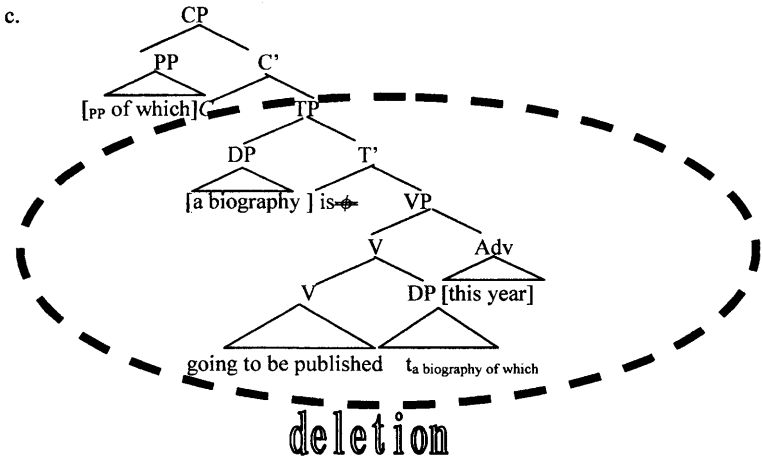 c.
CP
PP C'
[PP of which]C TP
DP T'
[a biography ] is ϕ VP
V Adv
V DP [this year]
going to be published ta biography of which
deletion